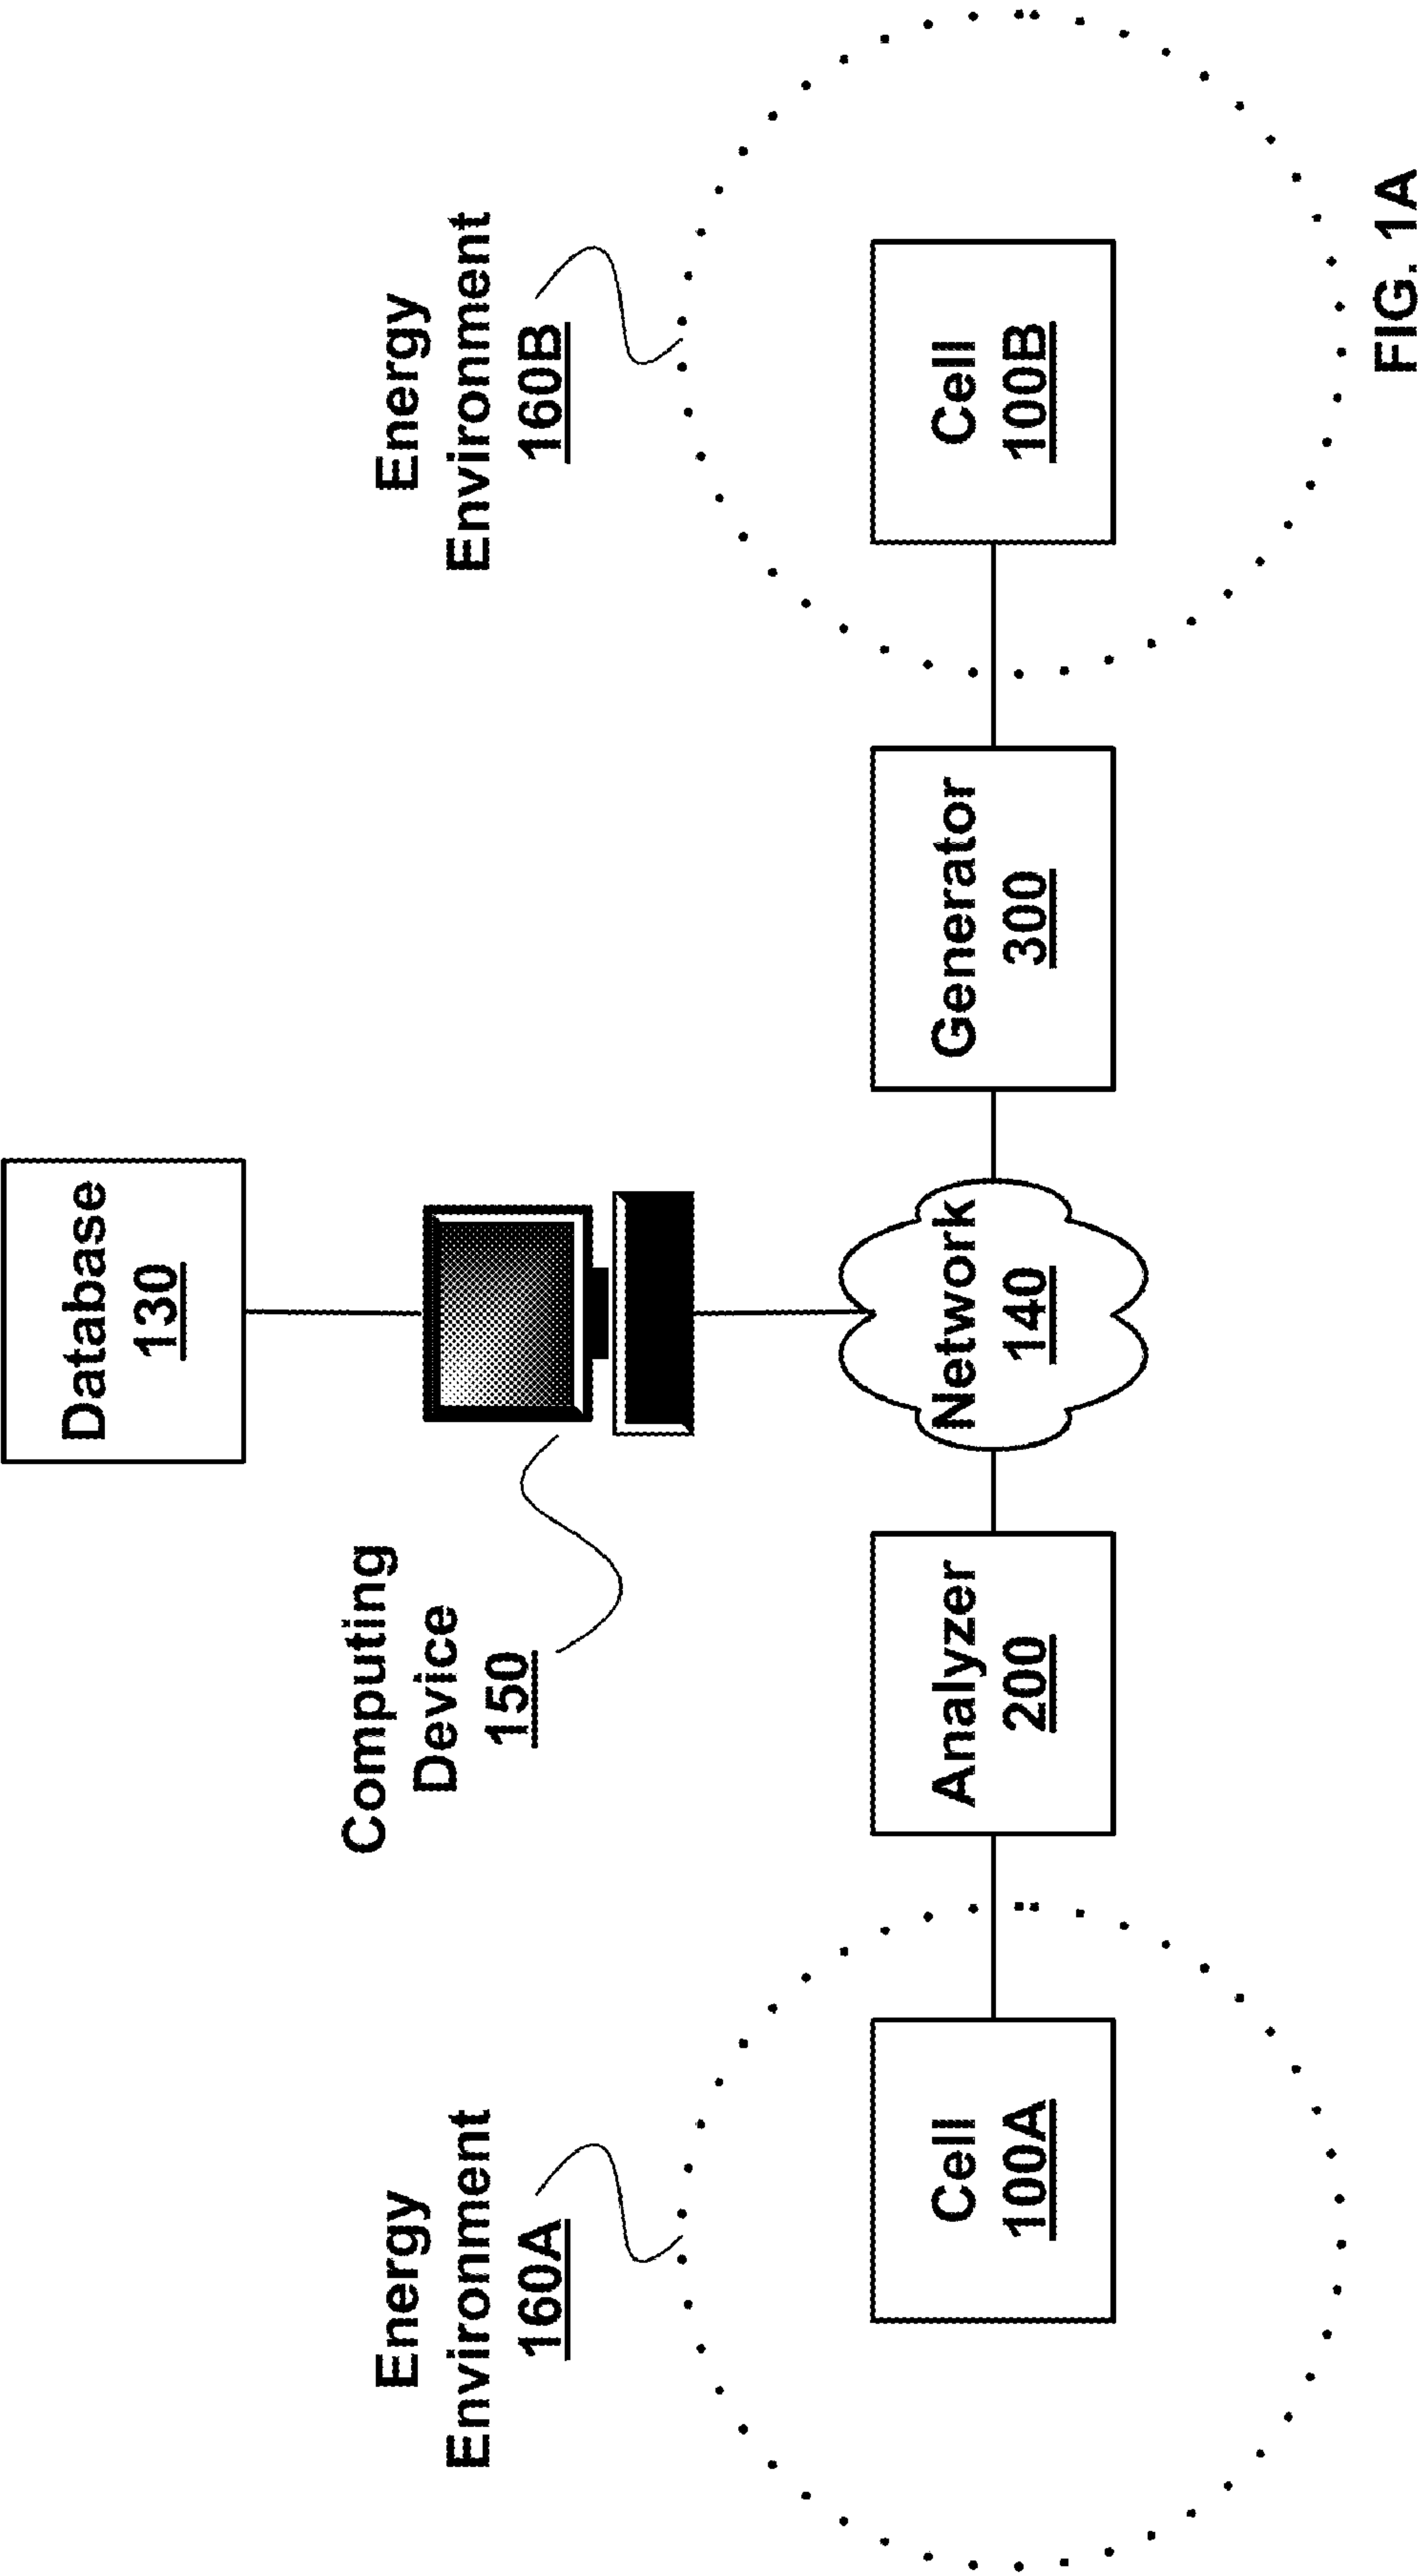 Database
130
Computing
Device
150
Energy
Environment
160A
Energy
Environment
160B
Cell
100A
Analyzer
200
Network
140
Generator
300
Cell
100B
FIG. 1A